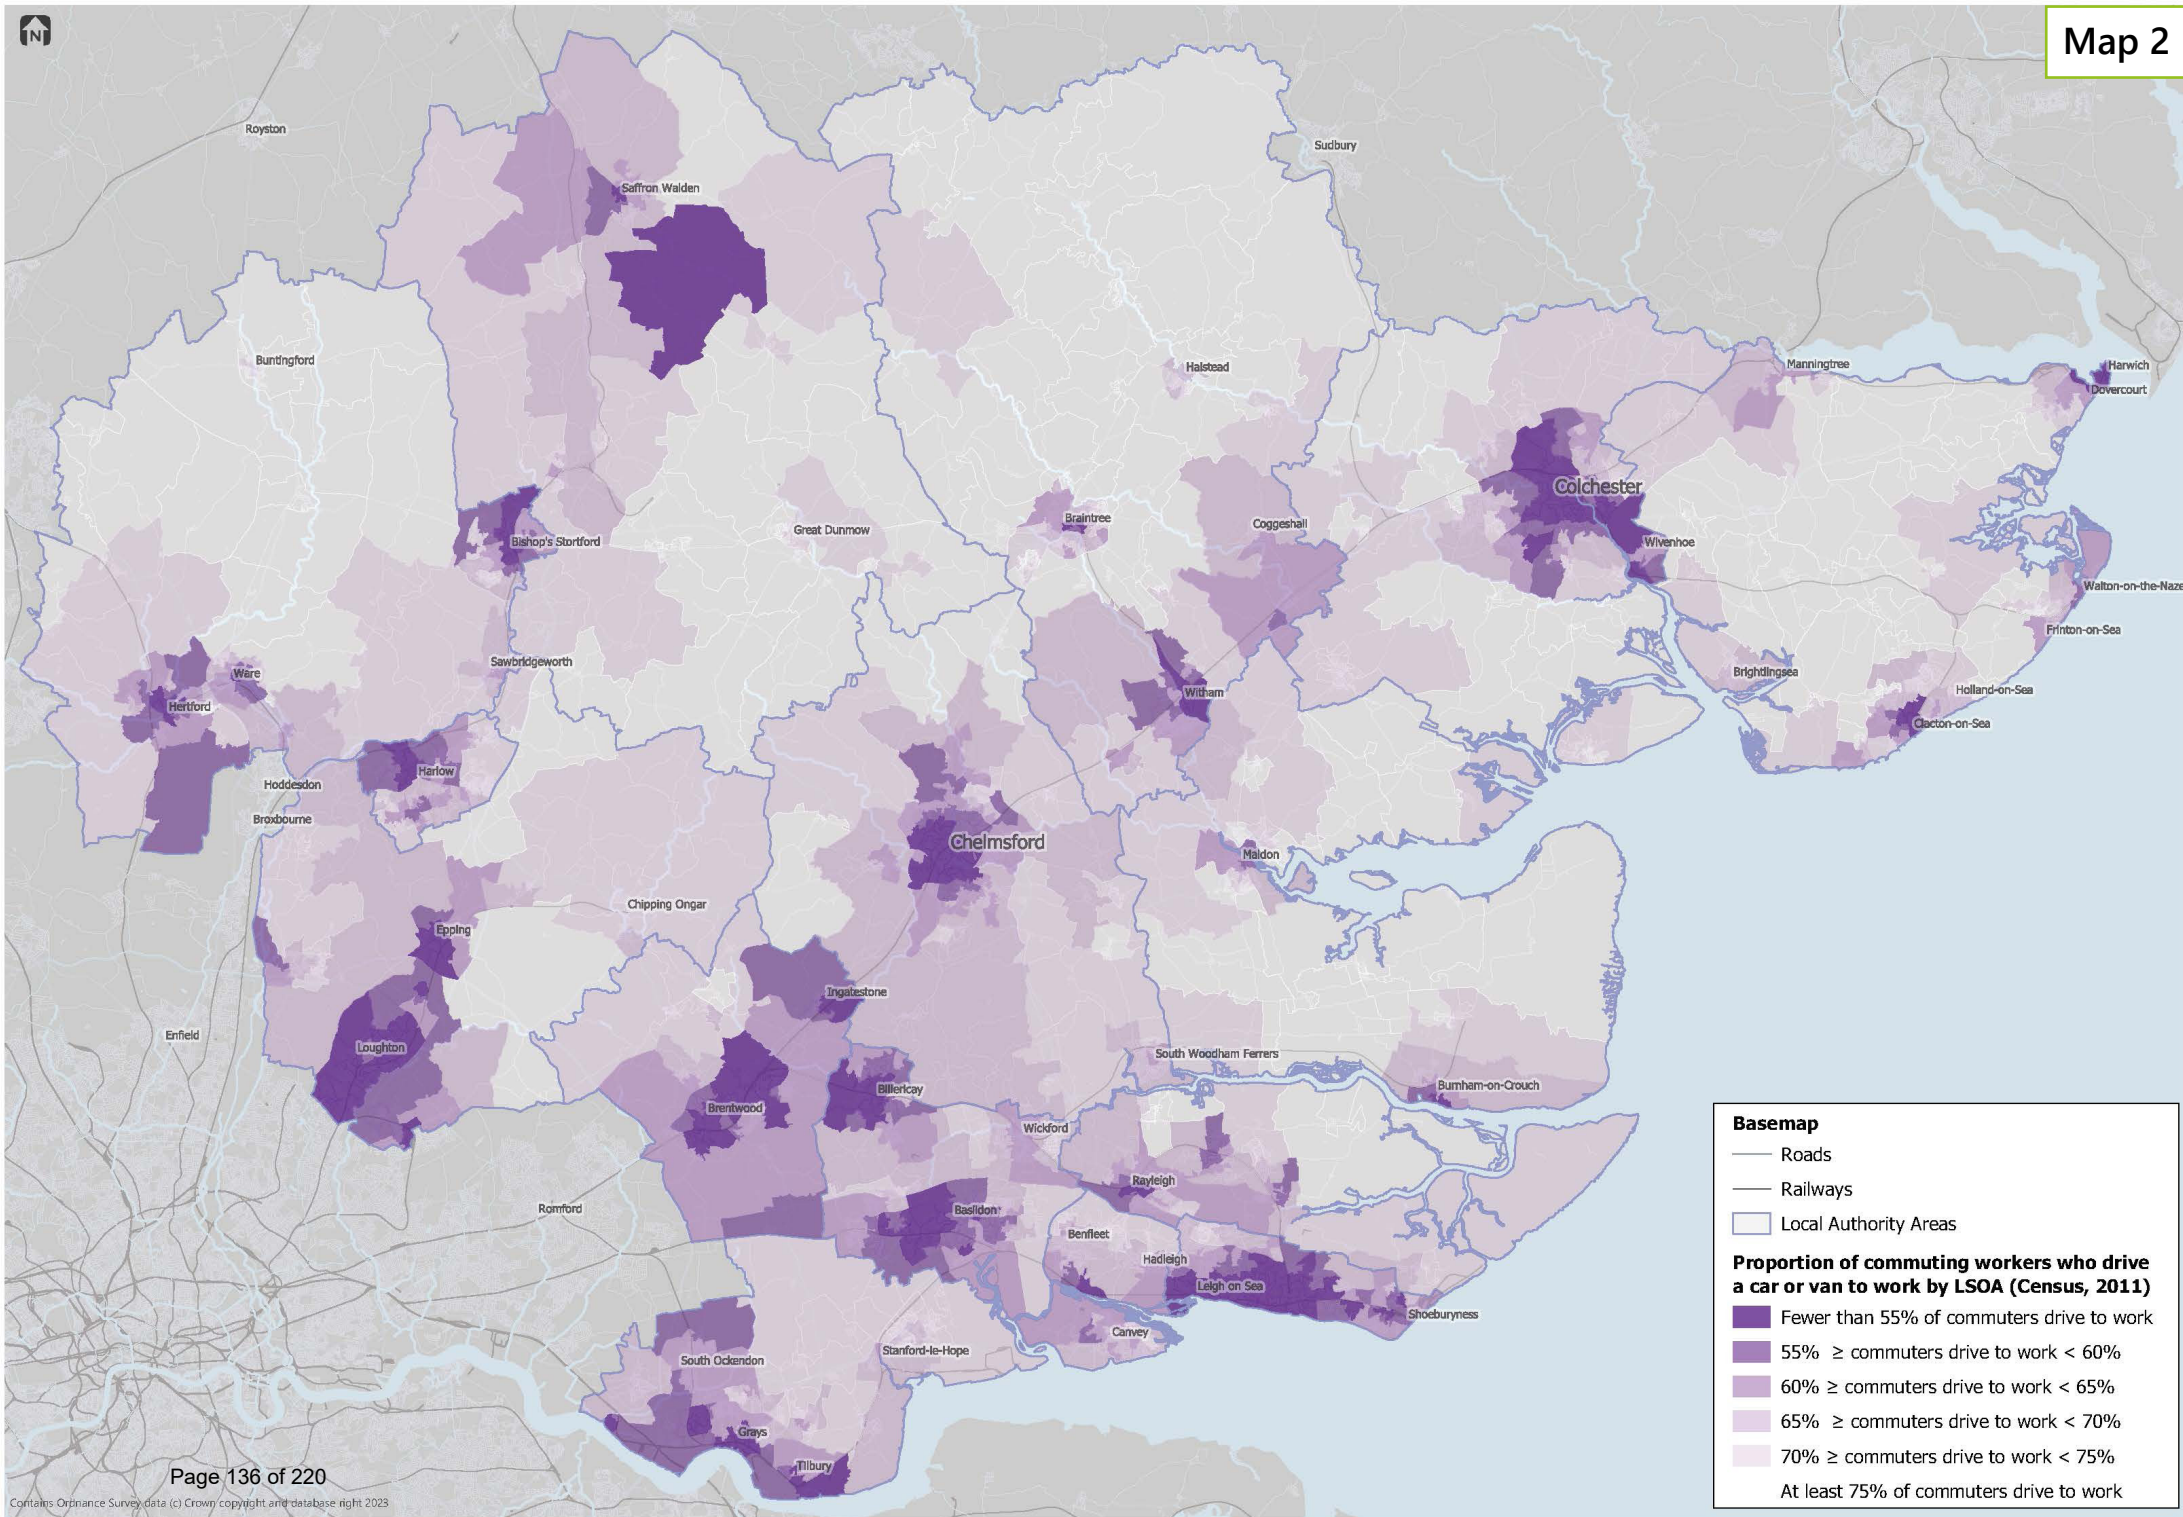 N
Map 2
Royston
Sudbury
Saffron Walden
Buntingford
Halstead
Manningtree
Harwich
Dovercourt
Colchester
Great Dunmow
Braintree
Coggeshall
Bishop's Stortford
Wivenhoe
Walton-on-the-Naze
Frinton-on-Sea
Sawbridgeworth
Ware
Brightlingsea
Hertford
Witham
Holland-on-Sea
Clacton-on-Sea
Harlow
Hoddesdon
Broxbourne
Chelmsford
Maldon
Chipping Ongar
Epping
Ingatestone
Enfield
Loughton
South Woodham Ferrers
Burnham-on-Crouch
Billericay
Brentwood
Wickford
Rayleigh
Romford
Basildon
Benfleet
Hadleigh
Leigh on Sea
Shoeburyness
Canvey
Stanford-le-Hope
South Ockendon
Grays
Tilbury
Basemap
Roads
Railways
Local Authority Areas
Proportion of commuting workers who drive
a car or van to work by LSOA (Census, 2011)
Fewer than 55% of commuters drive to work
55% ≥ commuters drive to work < 60%
60% ≥ commuters drive to work < 65%
65% ≥ commuters drive to work < 70%
70% ≥ commuters drive to work < 75%
At least 75% of commuters drive to work
Page 136 of 220
Contains Ordnance Survey data (c) Crown copyright and database right 2023